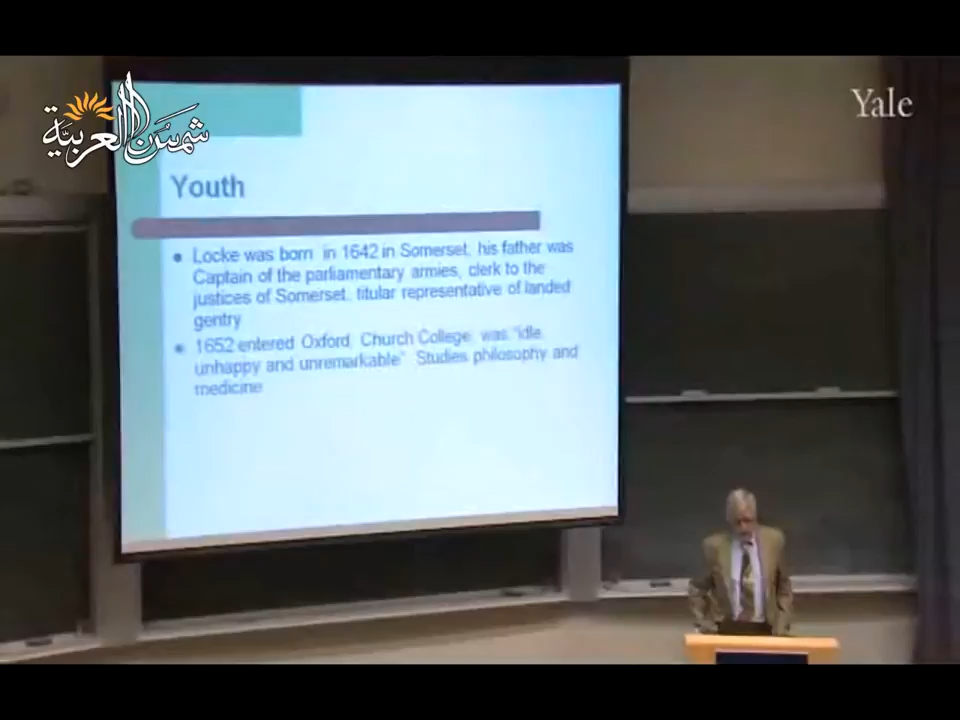 شمس العربية
Yale
Youth
Locke was born in 1642 in Somerset, his father was
Captain of the parliamentary armies, clerk to the
justices of Somerset, titular representative of landed
gentry
1652 entered Oxford, Church College, was "idle,
unhappy and unremarkable" Studies philosophy and
medicine